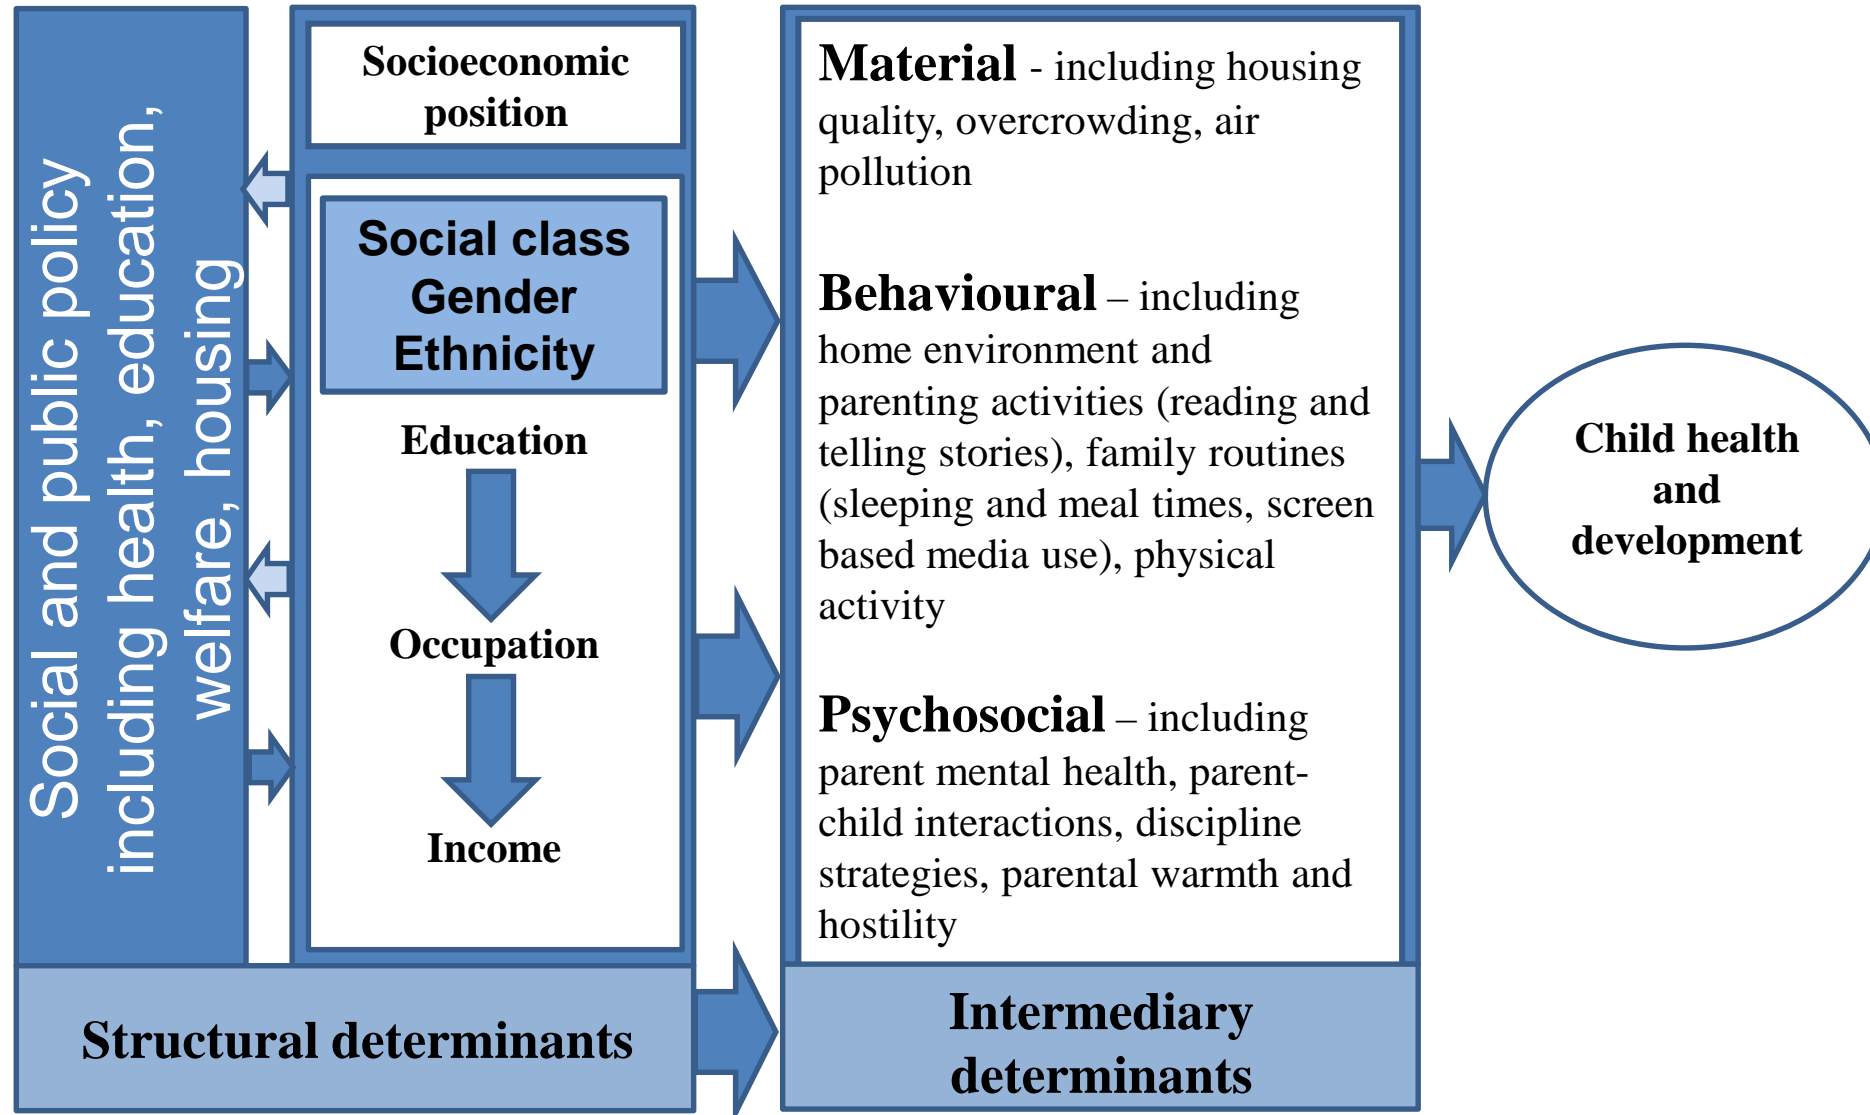 Social and public policy
including health, education,
welfare, housing
Socioeconomic
position
Social class
Gender
Ethnicity
Education
Occupation
Income
Structural determinants
Material - including housing
quality, overcrowding, air
pollution
Behavioural – including
home environment and
parenting activities (reading and
telling stories), family routines
(sleeping and meal times, screen
based media use), physical
activity
Psychosocial – including
parent mental health, parent-
child interactions, discipline
strategies, parental warmth and
hostility
Intermediary
determinants
Child health
and
development